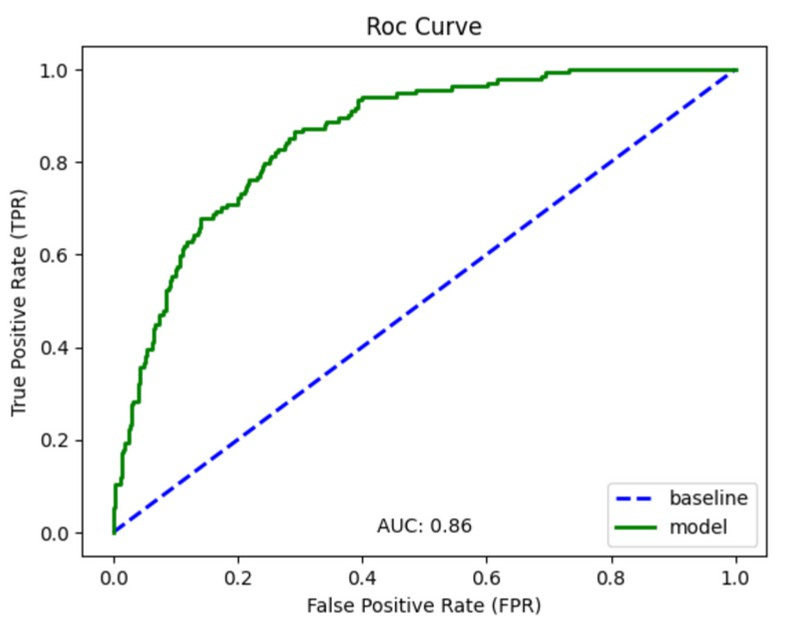 Roc Curve
True Positive Rate (TPR)
1.0
0.8
0.6
0.4
0.2
0.0
AUC: 0.86
baseline
model
0.0 0.2 0.4 0.6 0.8 1.0
False Positive Rate (FPR)